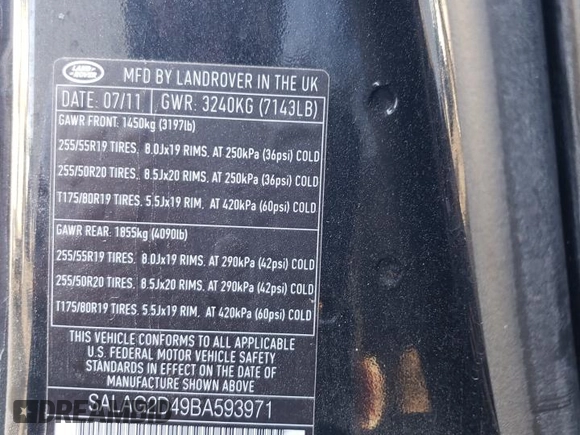 LAND ROVER
MFD BY LANDROVER IN THE UK
DATE: 07/11 GWR: 3240KG (7143LB)
GAWR FRONT: 1450kg (3197lb)
255/55R19 TIRES. 8.0Jx19 RIMS. AT 250kPa (36psi) COLD
255/50R20 TIRES. 8.5Jx20 RIMS. AT 250kPa (36psi) COLD
T175/80R19 TIRES. 5.5Jx19 RIM, AT 420kPa (60psi) COLD
GAWR REAR: 1855kg (4090lb)
255/55R19 TIRES. 8.0Jx19 RIMS. AT 290kPa (42psi) COLD
255/50R20 TIRES. 8.5Jx20 RIMS. AT 290kPa (42psi) COLD
T175/80R19 TIRES. 5.5Jx19 RIM, AT 420kPa (60psi) COLD
THIS VEHICLE CONFORMS TO ALL APPLICABLE
U.S. FEDERAL MOTOR VEHICLE SAFETY
STANDARDS IN EFFECT ON THE DATE OF
MANUFACTURE SHOWN ABOVE
SALAG2D49BA593971